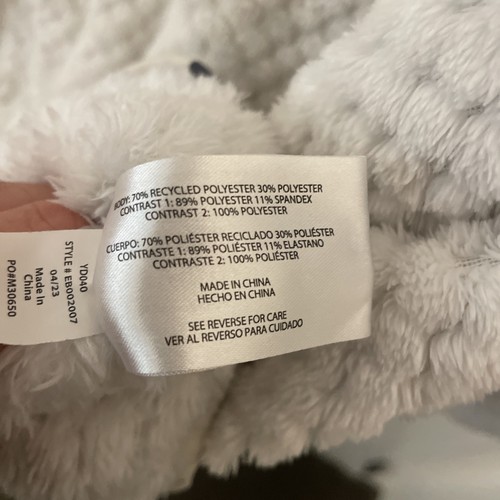 BODY: 70% RECYCLED POLYESTER 30% POLYESTER
CONTRAST 1: 89% POLYESTER 11% SPANDEX
CONTRAST 2: 100% POLYESTER
CUERPO: 70% POLIÉSTER RECICLADO 30% POLIÉSTER
CONTRASTE 1: 89% POLIÉSTER 11% ELASTANO
CONTRASTE 2: 100% POLIÉSTER
MADE IN CHINA
HECHO EN CHINA
SEE REVERSE FOR CARE
VER AL REVERSO PARA CUIDADO
YD040
STYLE # EB002007
04/23
Made In
China
PO#M30650